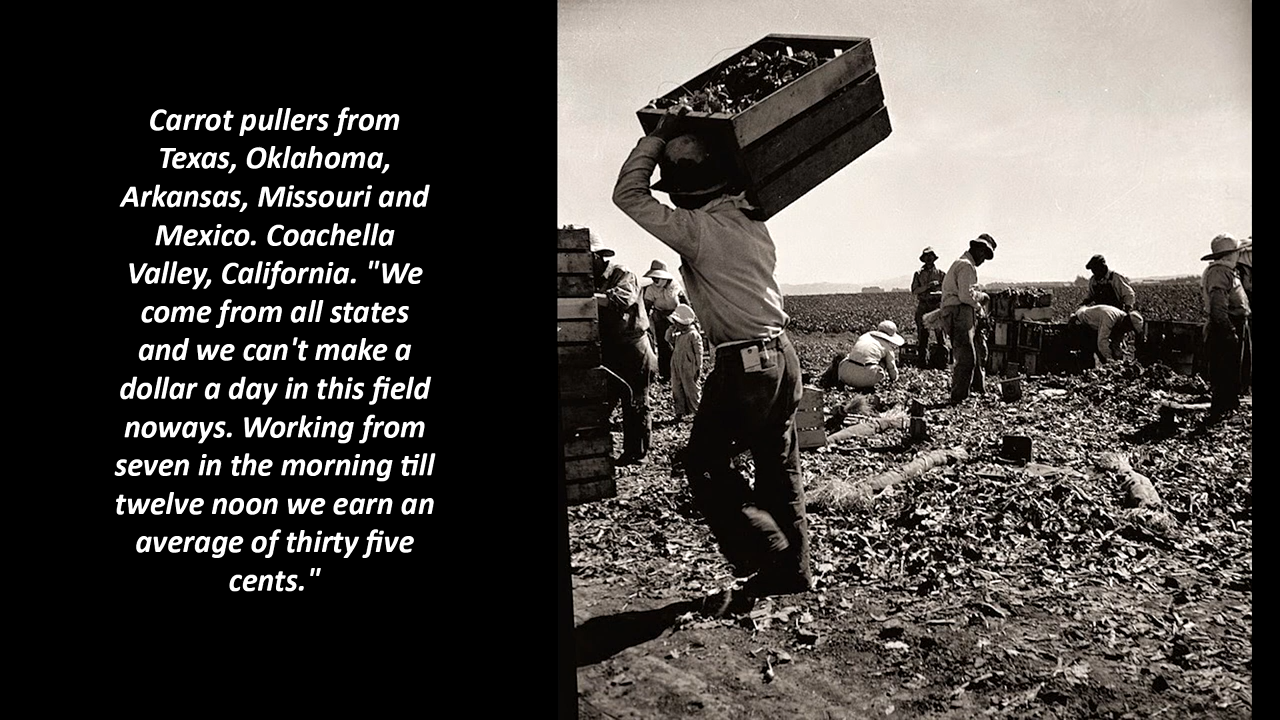 Carrot pullers from
Texas, Oklahoma,
Arkansas, Missouri and
Mexico. Coachella
Valley, California. "We
come from all states
and we can't make a
dollar a day in this field
noways. Working from
seven in the morning till
twelve noon we earn an
average of thirty five
cents."